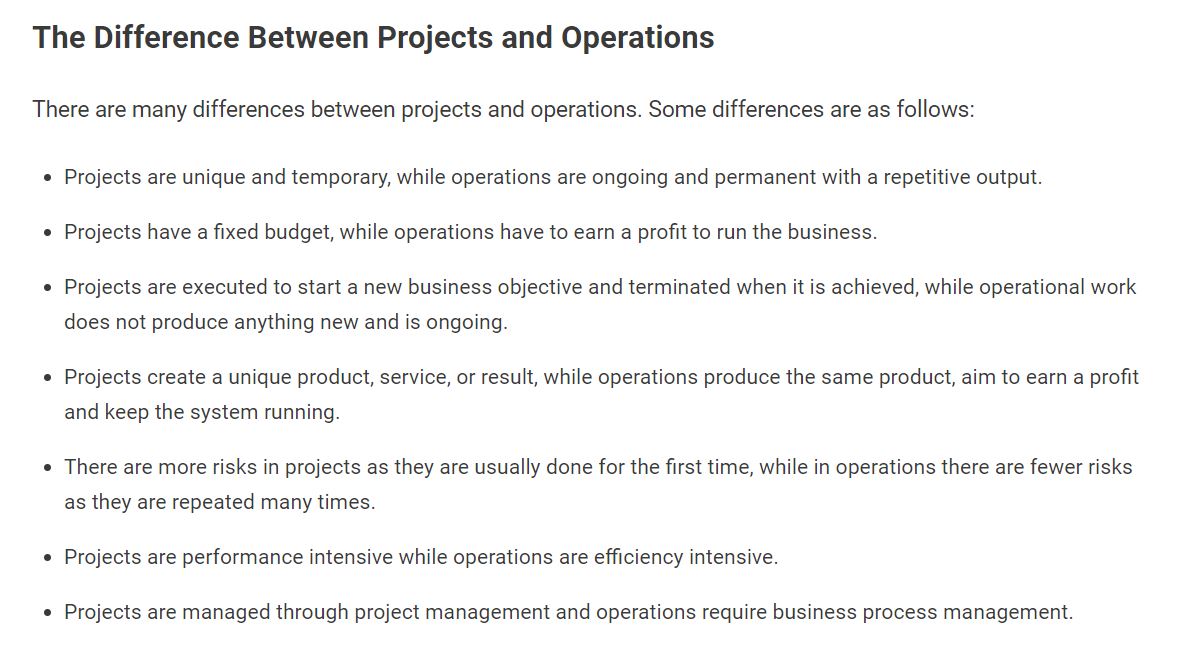 The Difference Between Projects and Operations
There are many differences between projects and operations. Some differences are as follows:
• Projects are unique and temporary, while operations are ongoing and permanent with a repetitive output.
• Projects have a fixed budget, while operations have to earn a profit to run the business.
• Projects are executed to start a new business objective and terminated when it is achieved, while operational work
does not produce anything new and is ongoing.
• Projects create a unique product, service, or result, while operations produce the same product, aim to earn a profit
and keep the system running.
• There are more risks in projects as they are usually done for the first time, while in operations there are fewer risks
as they are repeated many times.
• Projects are performance intensive while operations are efficiency intensive.
• Projects are managed through project management and operations require business process management.